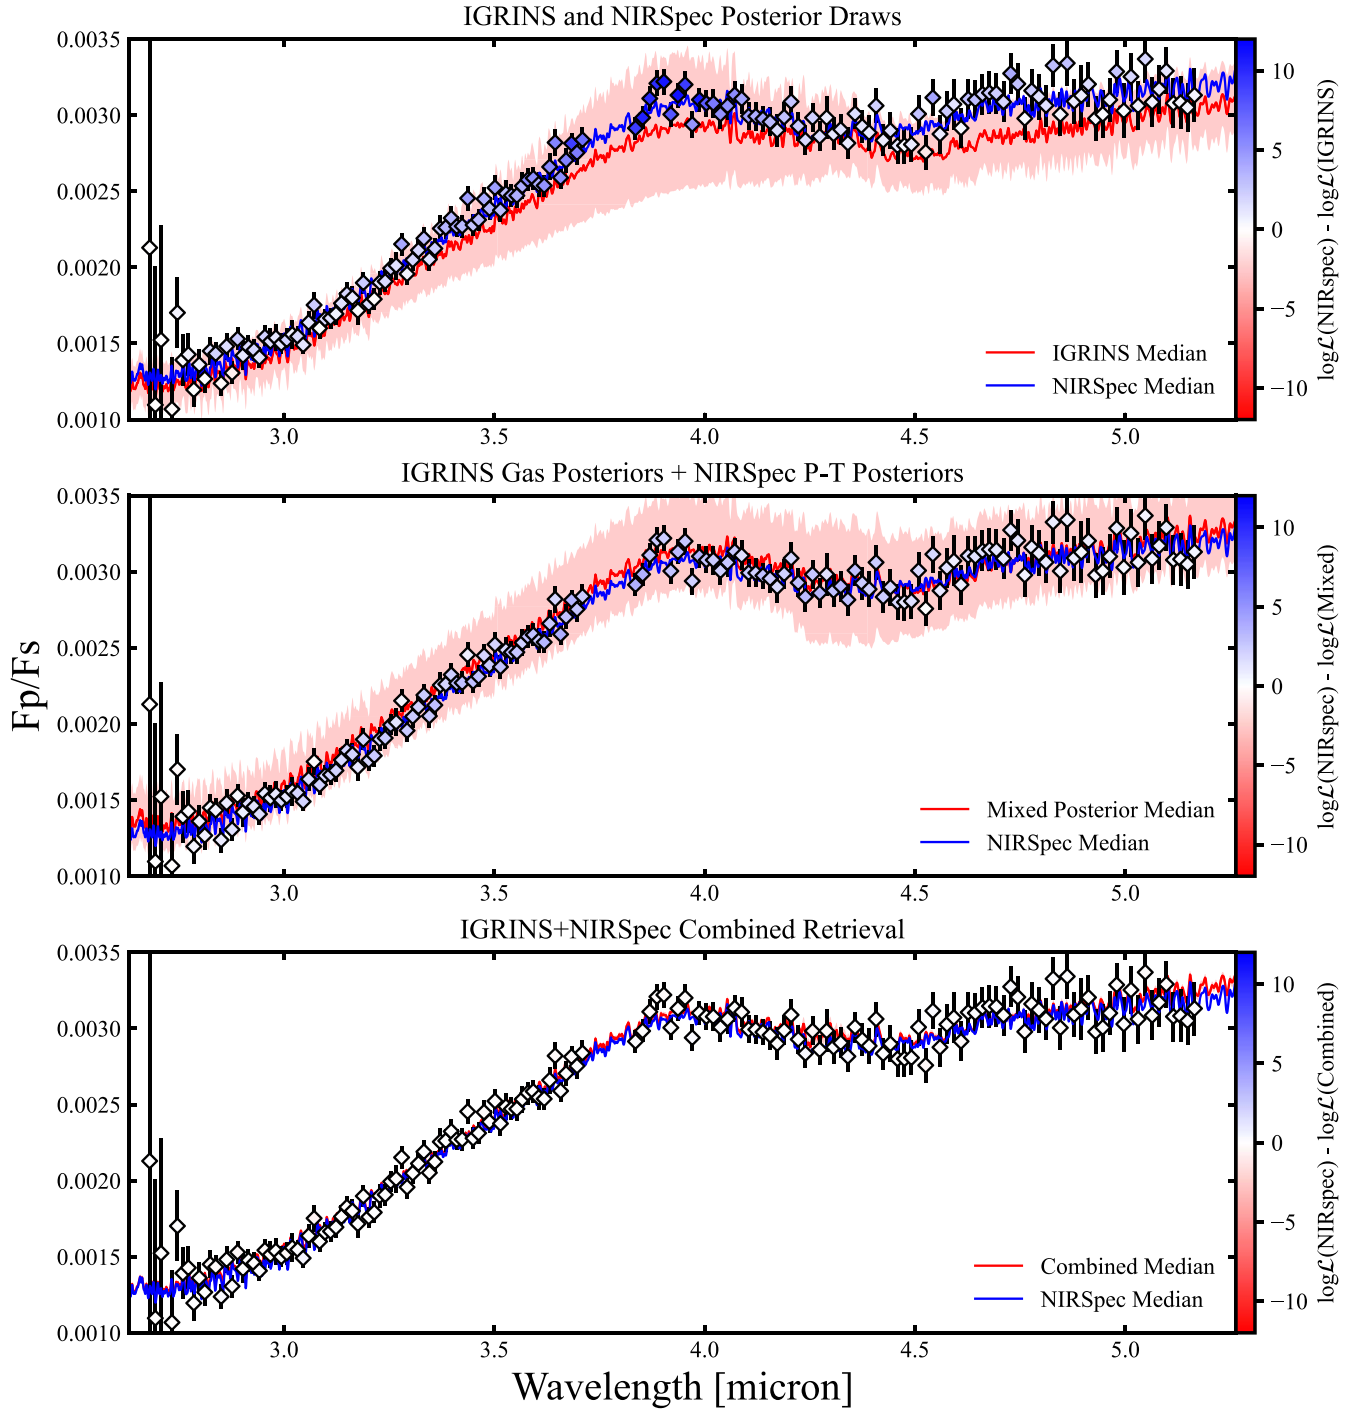 IGRINS and NIRSpec Posterior Draws
0.0035
0.0030
0.0025
0.0020
0.0015
0.0010
3.0 3.5 4.0 4.5 5.0
IGRINS Median
NIRSpec Median
10
5
0
−5
−10
logℒ(NIRspec) - logℒ(IGRINS)
IGRINS Gas Posteriors + NIRSpec P-T Posteriors
0.0035
0.0030
0.0025
0.0020
0.0015
0.0010
3.0 3.5 4.0 4.5 5.0
Mixed Posterior Median
NIRSpec Median
10
5
0
−5
−10
logℒ(NIRspec) - logℒ(Mixed)
Fp/Fs
IGRINS+NIRSpec Combined Retrieval
0.0035
0.0030
0.0025
0.0020
0.0015
0.0010
3.0 3.5 4.0 4.5 5.0
Combined Median
NIRSpec Median
10
5
0
−5
−10
logℒ(NIRspec) - logℒ(Combined)
Wavelength [micron]